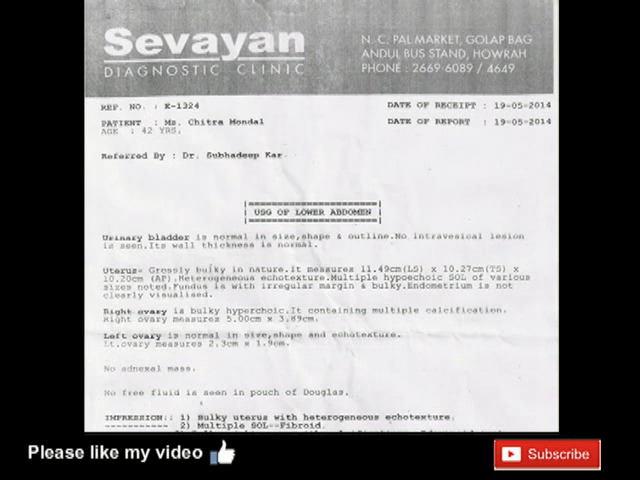 Sevayan
DIAGNOSTIC CLINIC
N. C. PAL MARKET, GOLAP BAG
ANDUL BUS STAND, HOWRAH
PHONE : 2669-6089 / 4649
REF. NO. : K-1324
DATE OF RECEIPT : 19-05-2014
PATIENT : Ms. Chitra Mondal
DATE OF REPORT : 19-05-2014
AGE : 42 YRS.
Referred By : Dr. Subhadeep Kar.
USG OF LOWER ABDOMEN
Urinary bladder is normal in size,shape & outline.No intravesical lesion
is seen.Its wall thickness is normal.
Uterus- Grossly bulky in nature.It measures 11.49cm(LS) x 10.27cm(TS) x
10.20cm (AP).Heterogeneous echotexture.Multiple hypoechoic SOL of various
sizes noted.Fundus is with irregular margin & bulky.Endometrium is not
clearly visualised.
Right ovary is bulky hyperchoic.It containing multiple calcification.
Right ovary measures 5.00cm x 3.89cm.
Left ovary is normal in size,shape and echotexture.
Lt.ovary measures 2.3cm x 1.9cm.
No adnexal mass.
No free fluid is seen in pouch of Douglas.
IMPRESSION: 1) Bulky uterus with heterogeneous echotexture.
2) Multiple SOL--Fibroid.
Please like my video
Subscribe